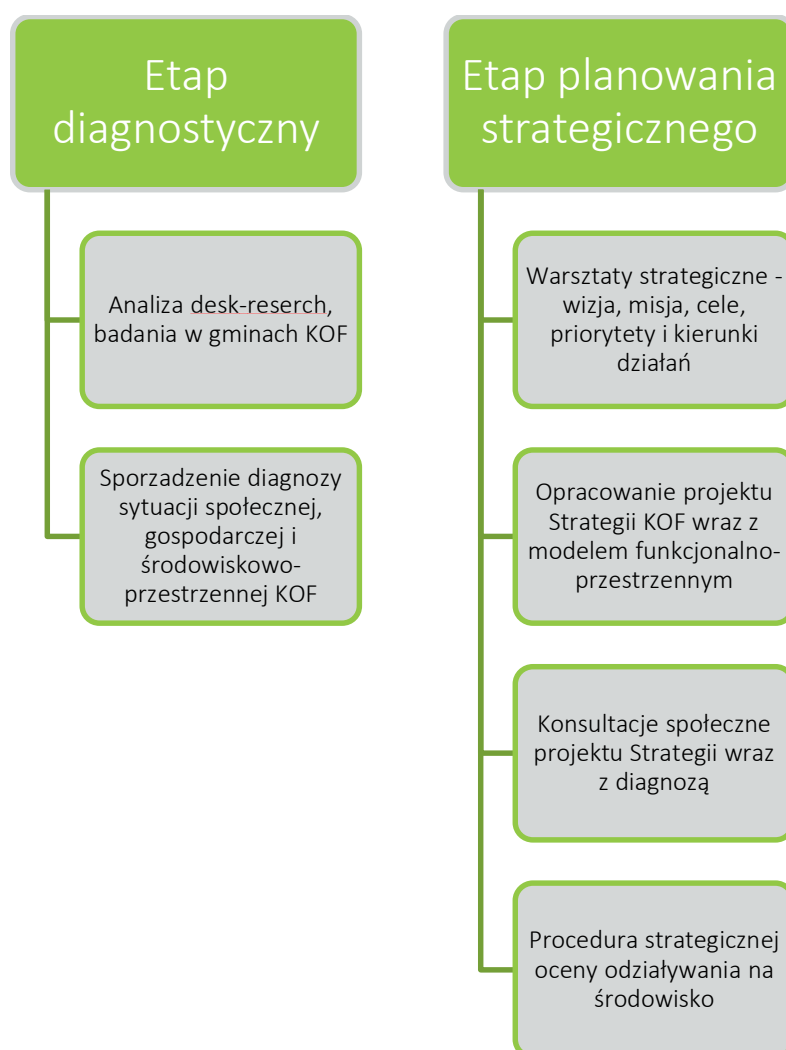 Etap
diagnostyczny
Analiza desk-reserch,
badania w gminach KOF
Sporzadzenie diagnozy
sytuacji społecznej,
gospodarczej i
środowiskowo-
przestrzennej KOF
Etap planowania
strategicznego
Warsztaty strategiczne -
wizja, misja, cele,
priorytety i kierunki
działań
Opracowanie projektu
Strategii KOF wraz z
modelem funkcjonalno-
przestrzennym
Konsultacje społeczne
projektu Strategii wraz
z diagnozą
Procedura strategicznej
oceny odziaływania na
środowisko